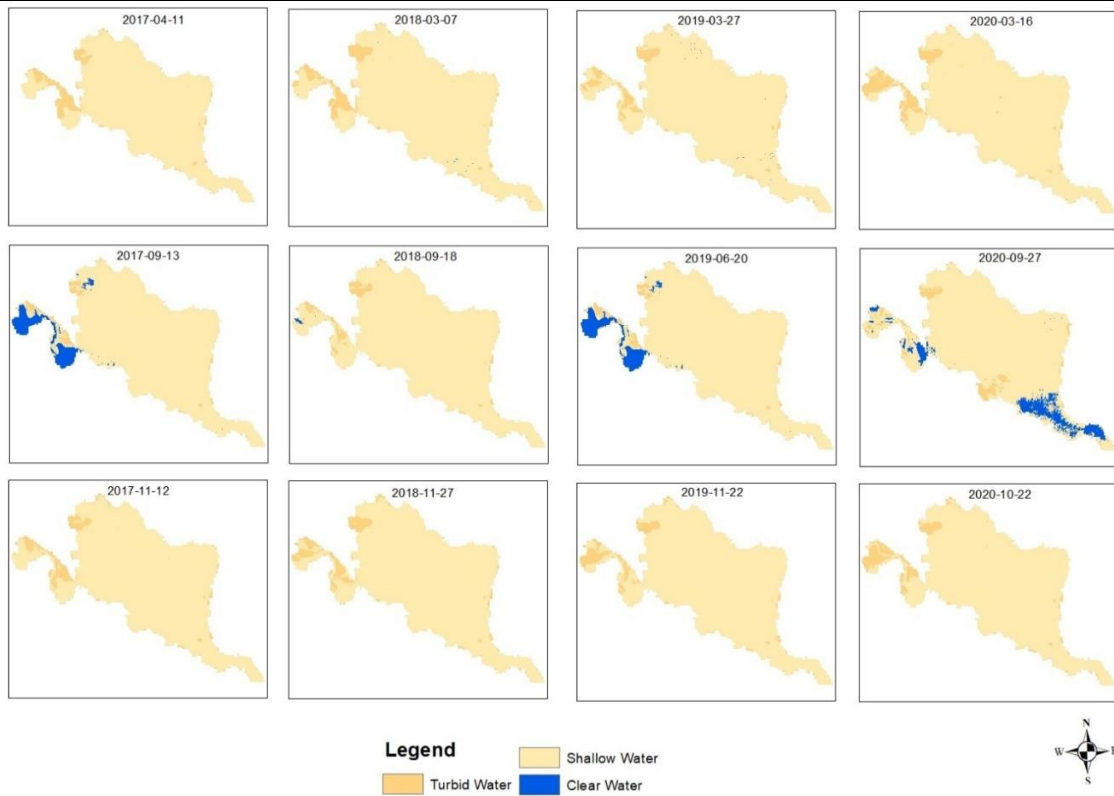 2017-04-11
2018-03-07
2019-03-27
2020-03-16
2017-09-13
2018-09-18
2019-06-20
2020-09-27
2017-11-12
2018-11-27
2019-11-22
2020-10-22
Legend
Shallow Water
Turbid Water
Clear Water
N
W E
S